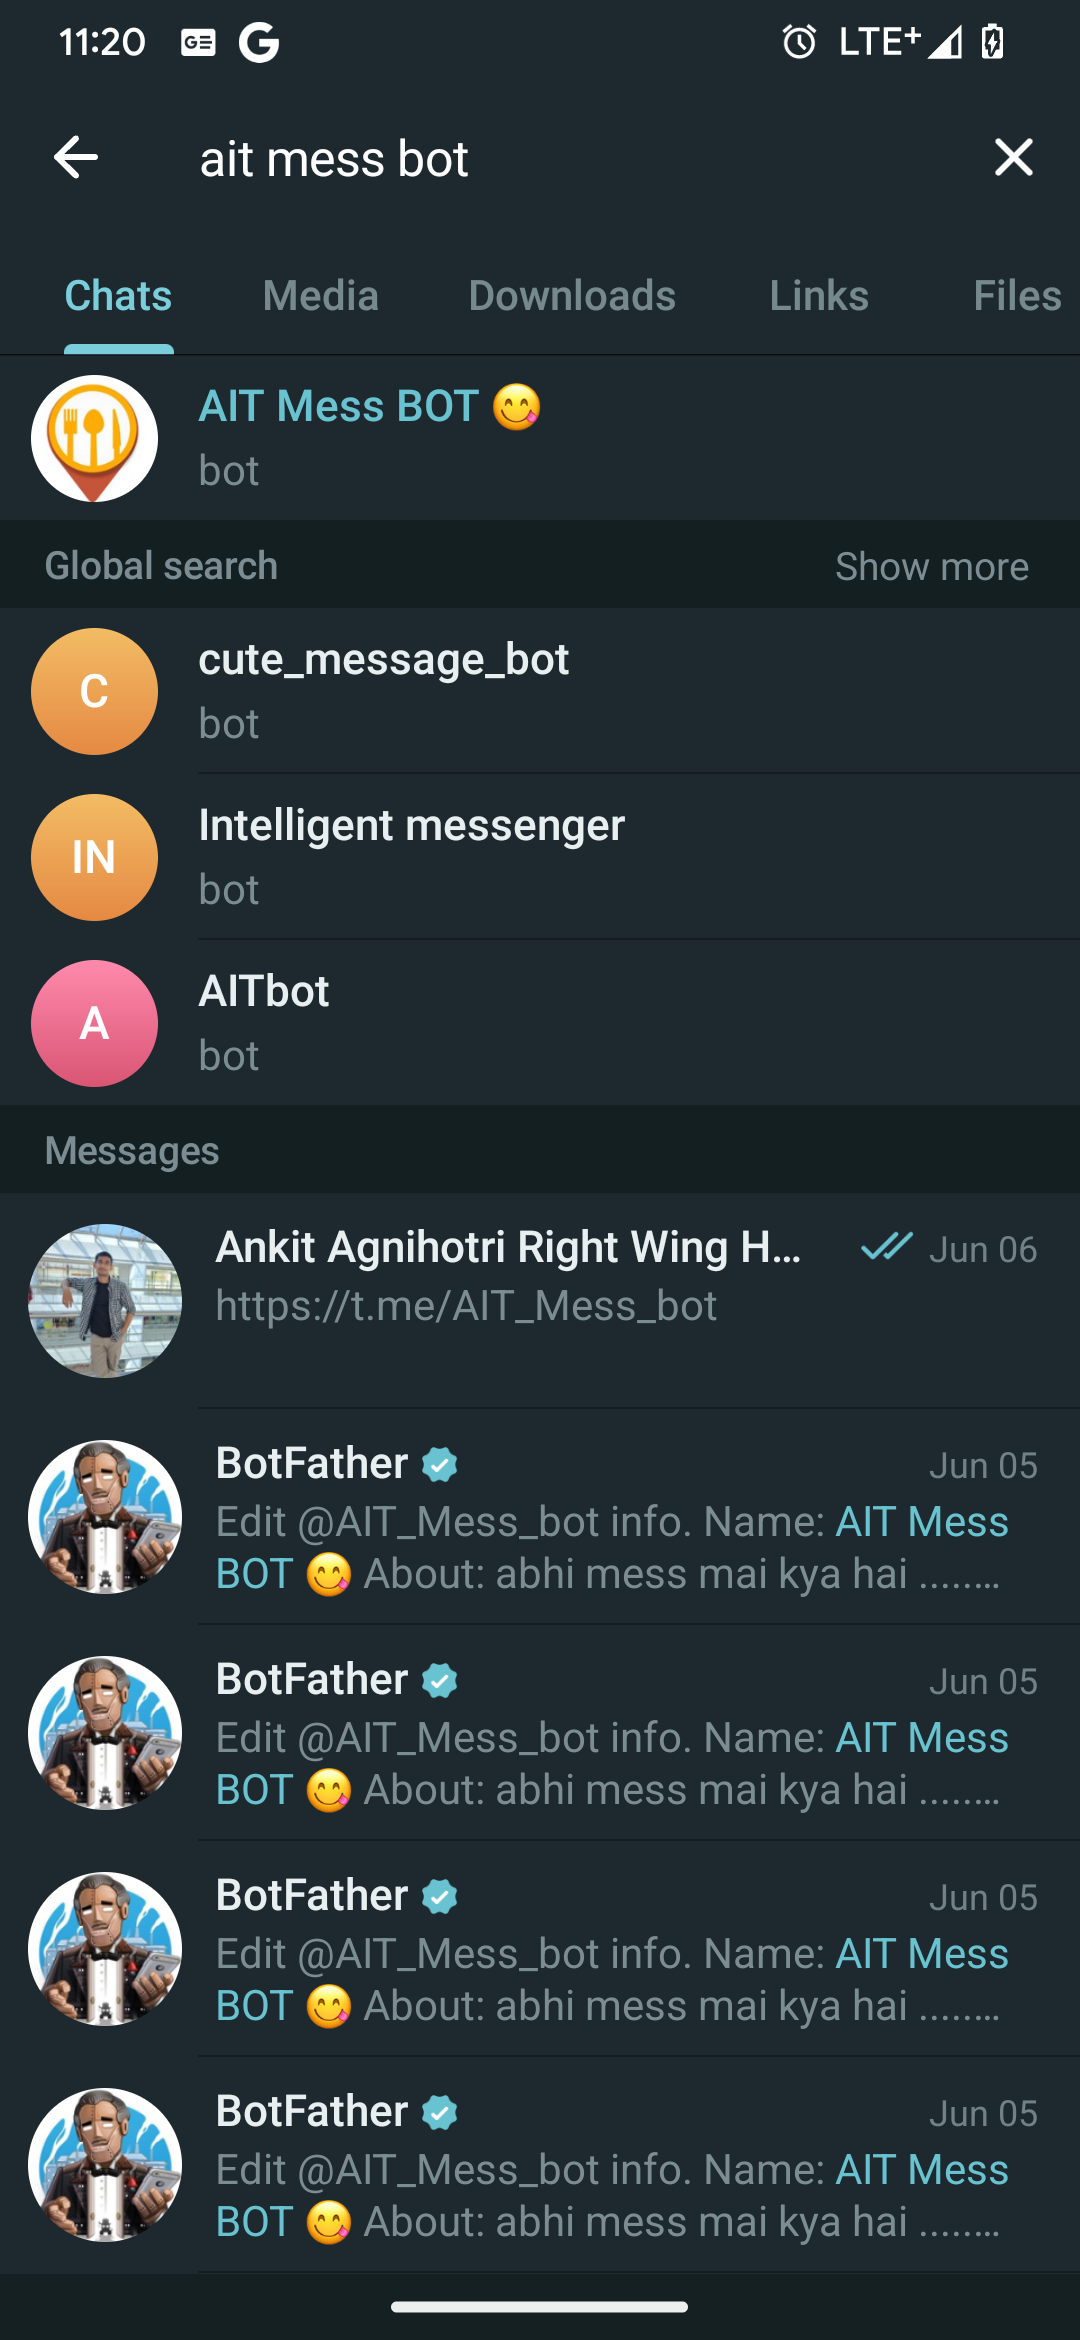 11:20 GE G LTE+
ait mess bot
Chats Media Downloads Links Files
AIT Mess BOT 😋
bot
Global search Show more
C cute_message_bot
bot
IN Intelligent messenger
bot
A AITbot
bot
Messages
Ankit Agnihotri Right Wing H... Jun 06
https://t.me/AIT_Mess_bot
BotFather Jun 05
Edit @AIT_Mess_bot info. Name: AIT Mess
BOT 😋 About: abhi mess mai kya hai ........
BotFather Jun 05
Edit @AIT_Mess_bot info. Name: AIT Mess
BOT 😋 About: abhi mess mai kya hai ........
BotFather Jun 05
Edit @AIT_Mess_bot info. Name: AIT Mess
BOT 😋 About: abhi mess mai kya hai ........
BotFather Jun 05
Edit @AIT_Mess_bot info. Name: AIT Mess
BOT 😋 About: abhi mess mai kya hai ........